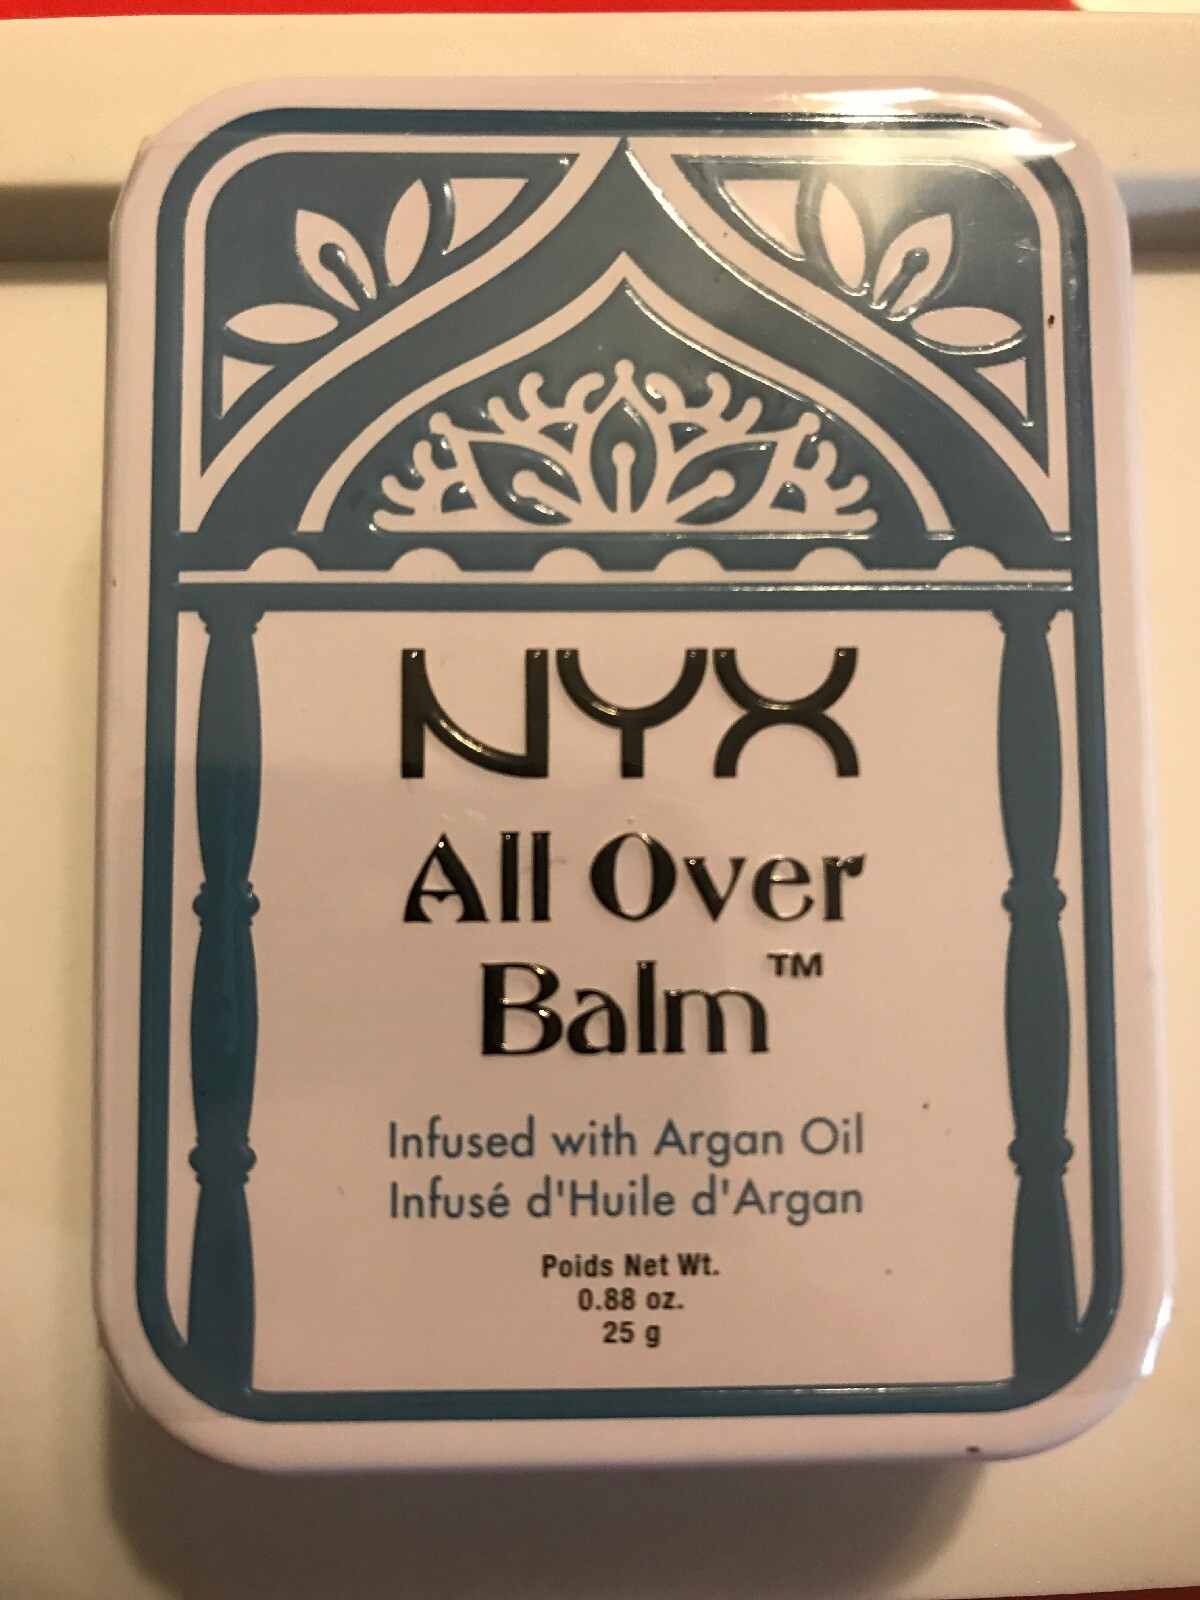 NYX
All Over
Balm™
Infused with Argan Oil
Infusé d'Huile d'Argan
Poids Net Wt.
0.88 oz.
25 g